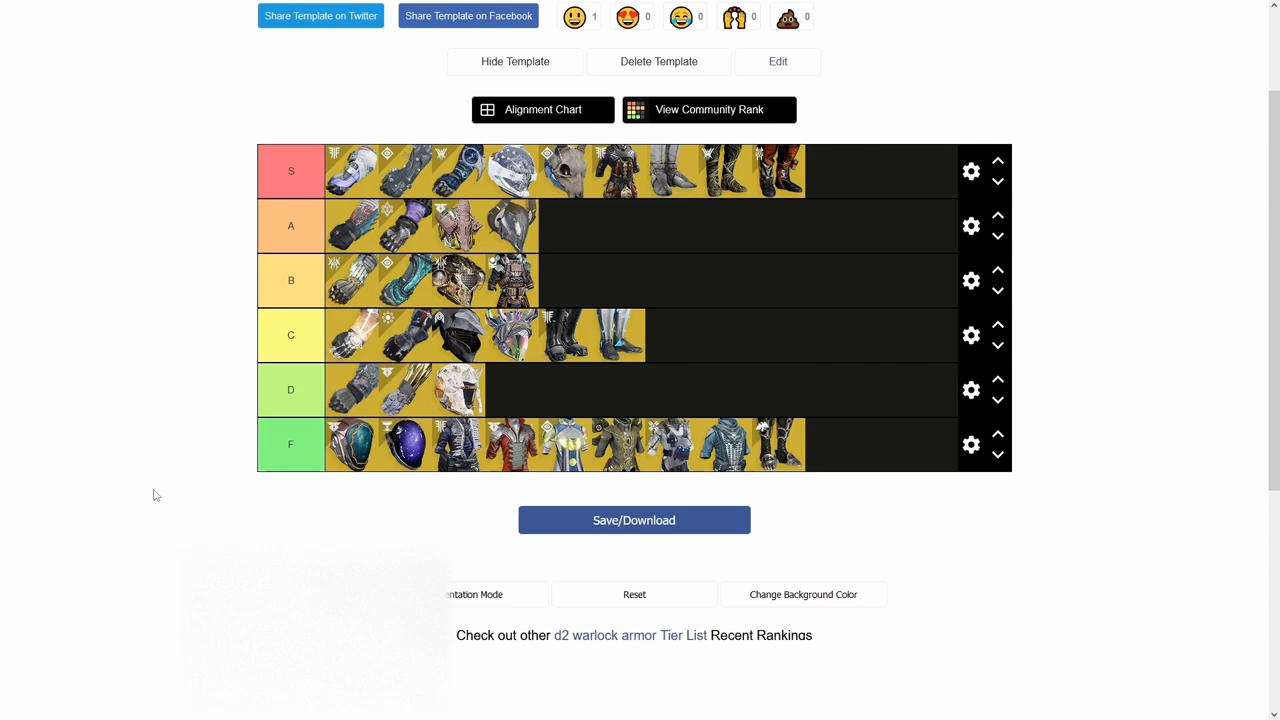 Share Template on Twitter
Share Template on Facebook
1
0
0
0
0
Hide Template
Delete Template
Edit
Alignment Chart
View Community Rank
S
A
B
C
D
F
Save/Download
entation Mode
Reset
Change Background Color
Check out other d2 warlock armor Tier List Recent Rankings